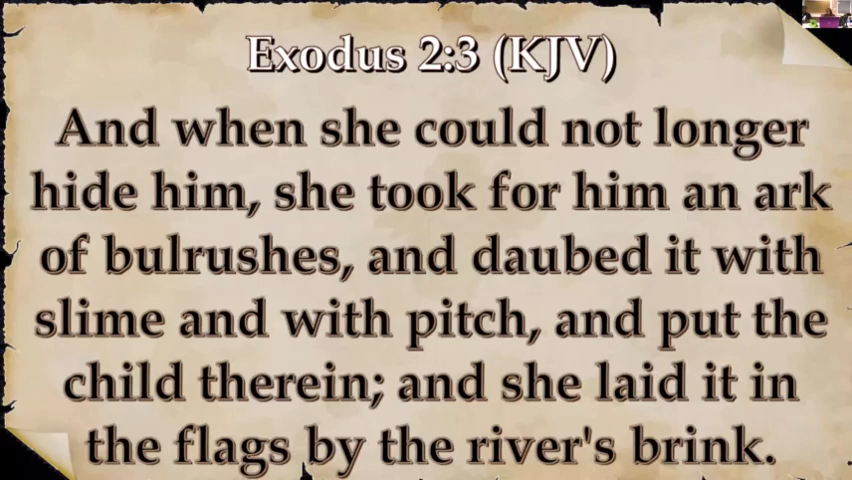 Exodus 2:3 (KJV)
And when she could not longer
hide him, she took for him an ark
of bulrushes, and daubed it with
slime and with pitch, and put the
child therein; and she laid it in
the flags by the river's brink.